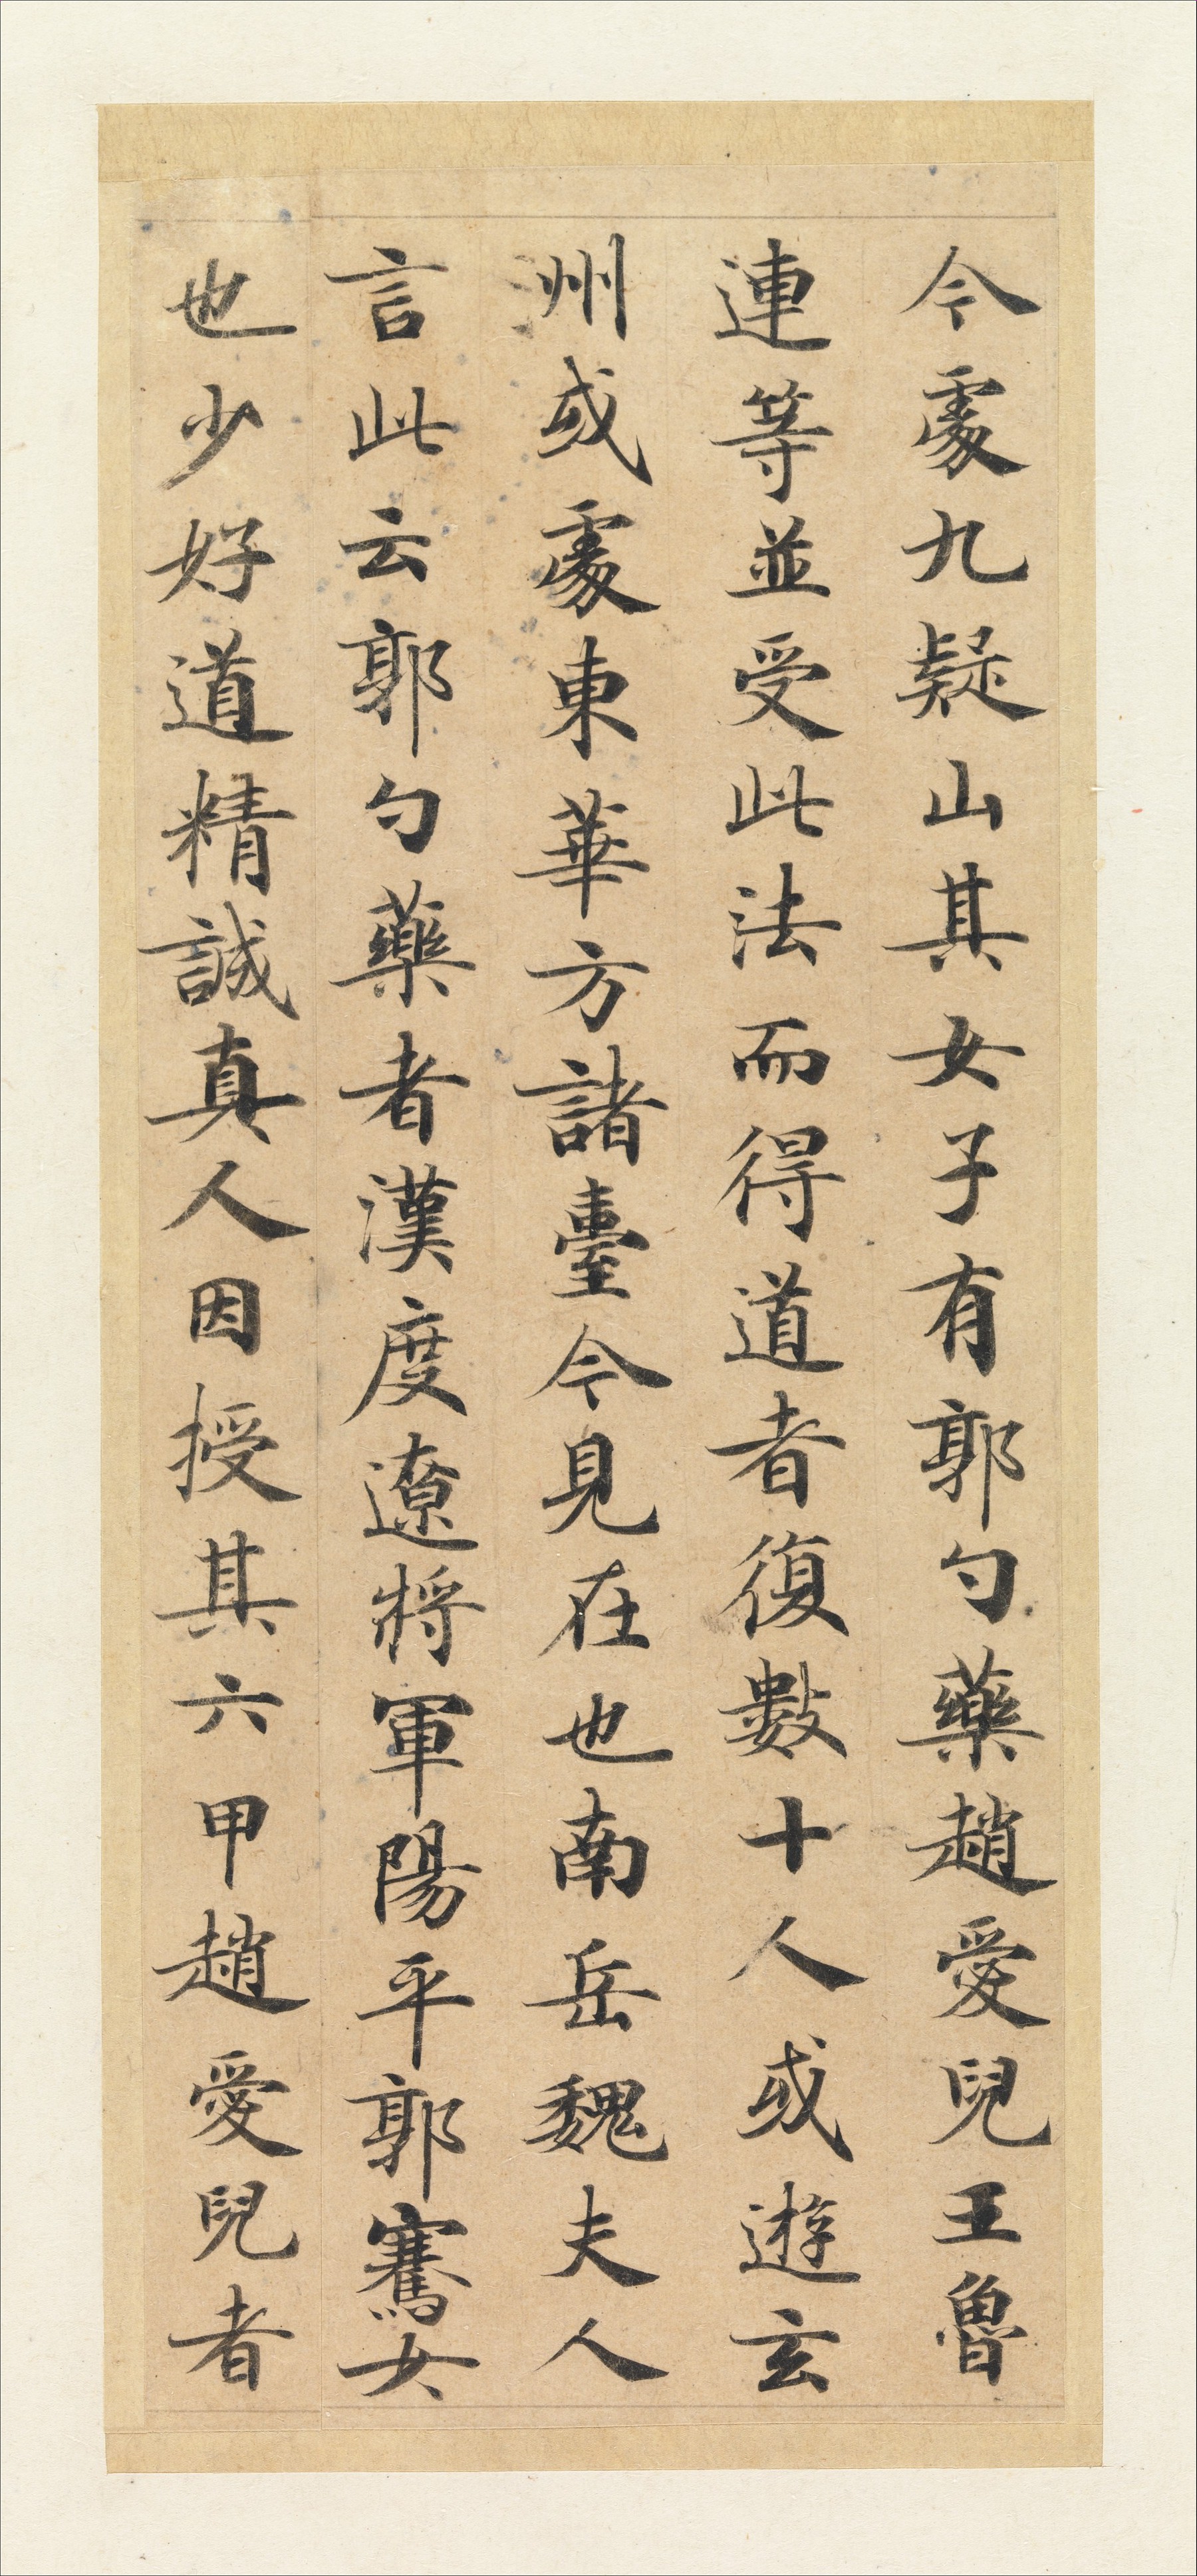 今處九疑山其女子有郭勺藥趙愛兒王魯
連等並受此法而得道者復數十人或遊玄
洲或處東華方諸臺今見在也南岳魏夫人
言此云郭勺藥者漢度遼將軍陽平郭騫女
也少好道精誠真人因授其六甲趙愛兒者